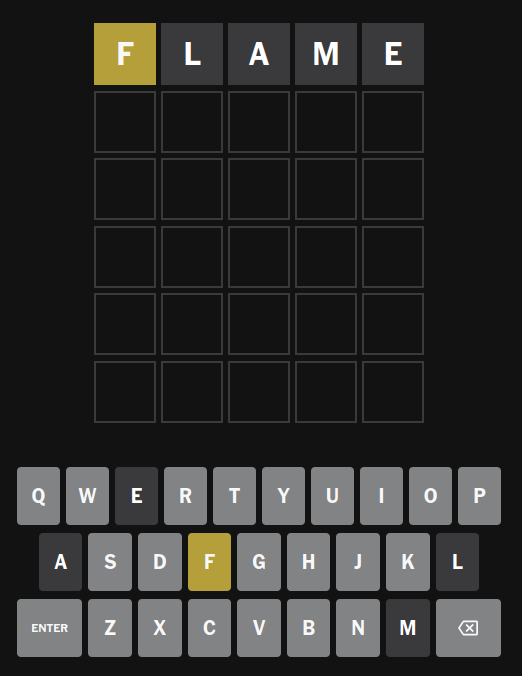 F L A M E
Q W E R T Y U I O P
A S D F G H J K L
ENTER Z X C V B N M